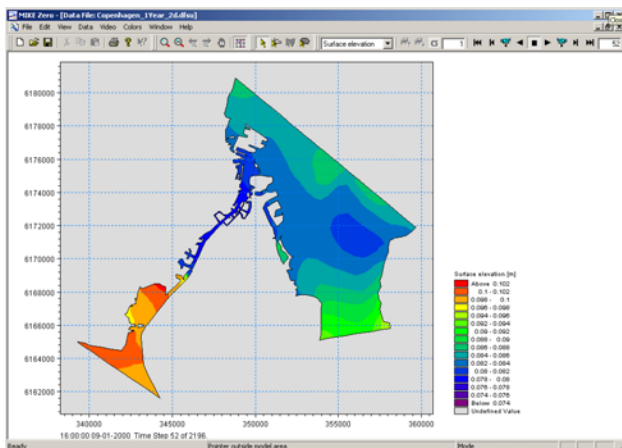 MIKE Zero - [Data File: Copenhagen_1Year_2d.dfsu]
File Edit View Data Video Colors Window Help
Close
Surface elevation
1
52
6180000
6178000
6176000
6174000
6172000
6170000
6168000
6166000
6164000
6162000
340000 345000 350000 355000 360000
Surface elevation [m]
Above 0.102
0.1 - 0.102
0.098 - 0.1
0.096 - 0.098
0.094 - 0.096
0.092 - 0.094
0.09 - 0.092
0.088 - 0.09
0.086 - 0.088
0.084 - 0.086
0.082 - 0.084
0.08 - 0.082
0.078 - 0.08
0.076 - 0.078
0.074 - 0.076
Below 0.074
Undefined Value
16:00:00 09-01-2000 Time Step 52 of 2196.
Ready Pointer outside model area. Mode